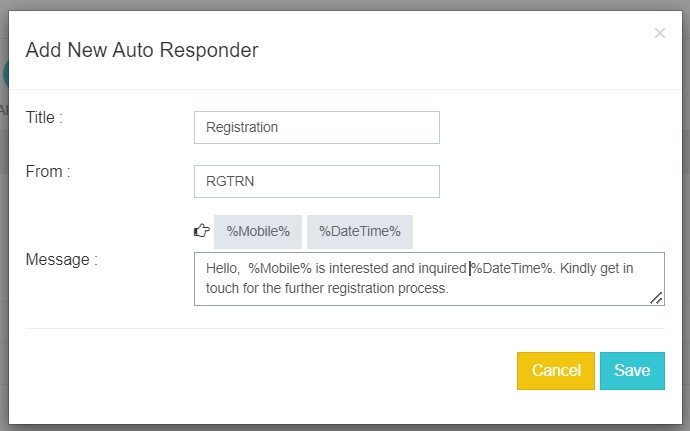 Add New Auto Responder
×
Title :
Registration
From :
RGTRN
%Mobile% %DateTime%
Message :
Hello,  %Mobile% is interested and inquired %DateTime%. Kindly get in
touch for the further registration process.
Cancel Save